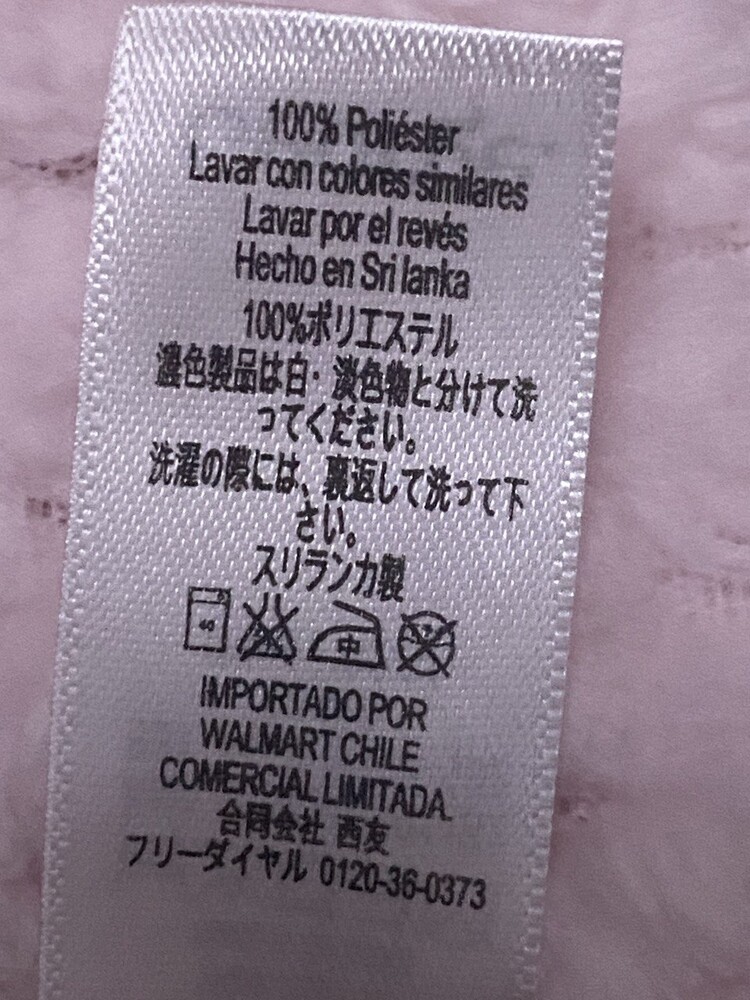 100% Poliéster
Lavar con colores similares
Lavar por el revés
Hecho en Sri lanka
100%ポリエステル
濃色製品は白・淡色物と分けて洗
ってください。
洗濯の際には、裏返して洗って下
さい。
スリランカ製
40 中
IMPORTADO POR
WALMART CHILE
COMERCIAL LIMITADA.
合同会社 西友
フリーダイヤル 0120-36-0373